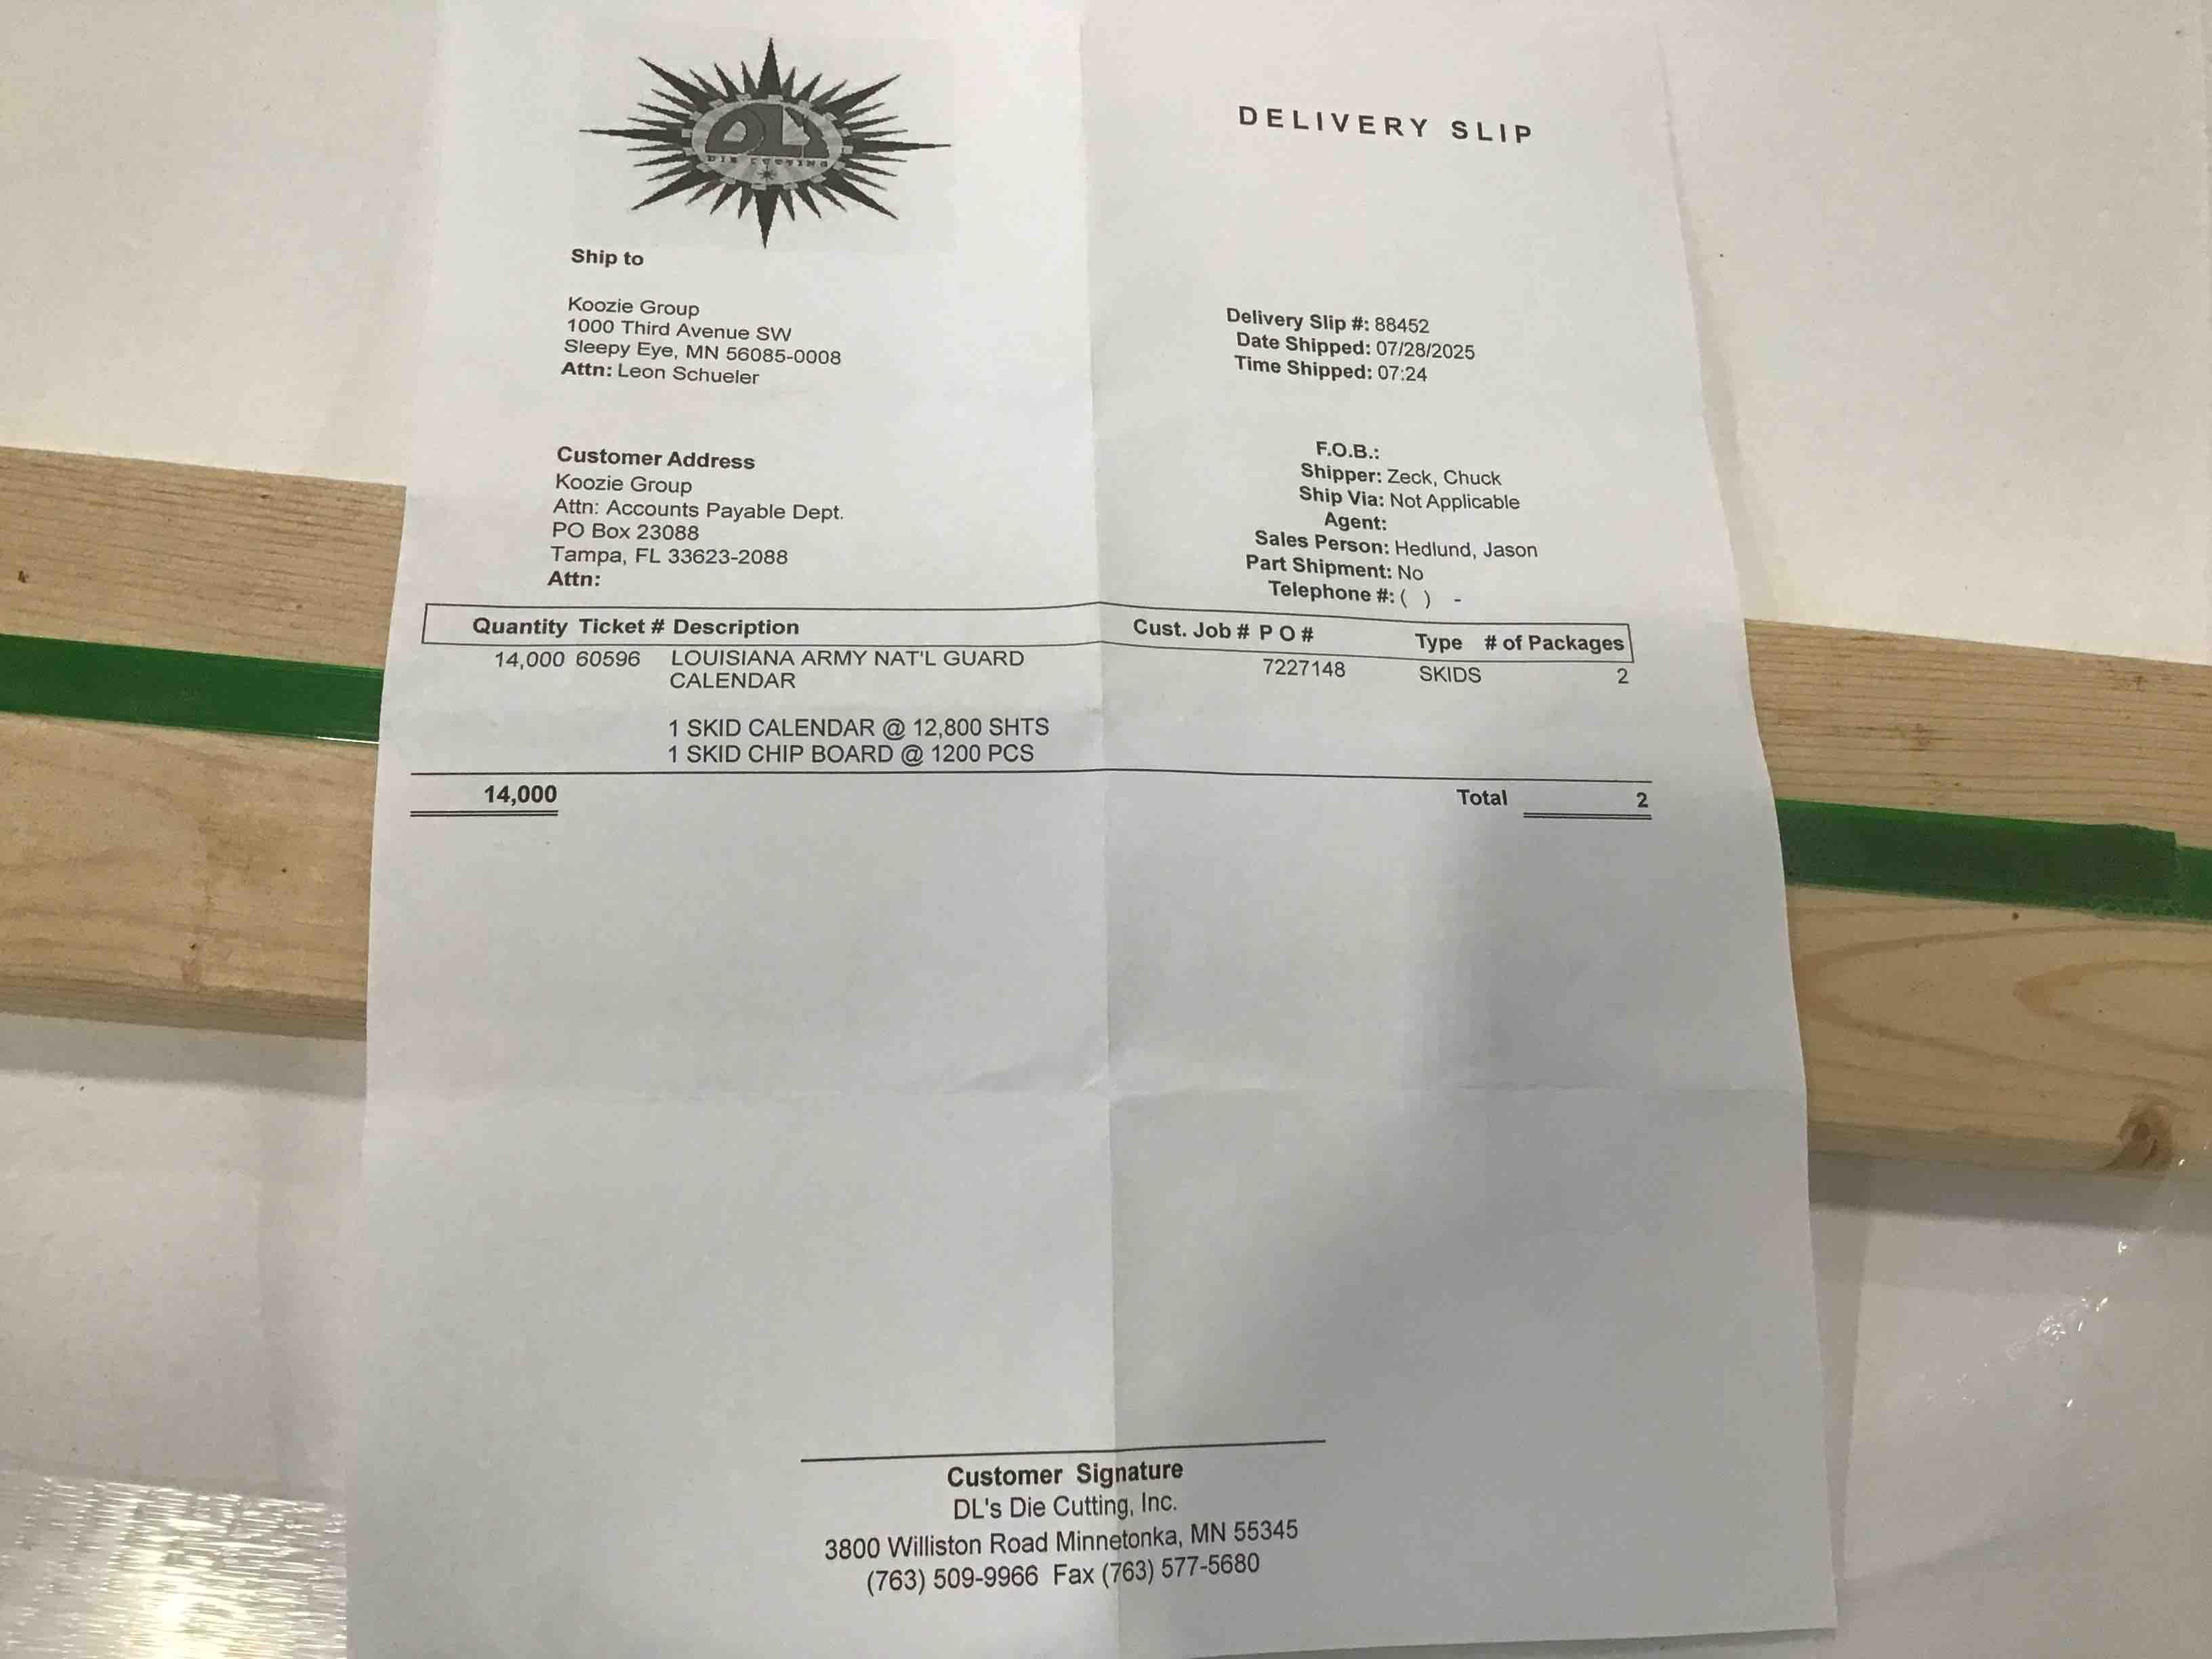 DL's
DIE CUTTING
DELIVERY SLIP
Ship to
Koozie Group
1000 Third Avenue SW
Sleepy Eye, MN 56085-0008
Attn: Leon Schueler
Delivery Slip #: 88452
Date Shipped: 07/28/2025
Time Shipped: 07:24
Customer Address
Koozie Group
Attn: Accounts Payable Dept.
PO Box 23088
Tampa, FL 33623-2088
Attn:
F.O.B.:
Shipper: Zeck, Chuck
Ship Via: Not Applicable
Agent:
Sales Person: Hedlund, Jason
Part Shipment: No
Telephone #: ( ) -
Quantity Ticket # Description Cust. Job # P O # Type # of Packages
14,000 60596 LOUISIANA ARMY NAT'L GUARD 7227148 SKIDS 2
CALENDAR
1 SKID CALENDAR @ 12,800 SHTS
1 SKID CHIP BOARD @ 1200 PCS
14,000 Total 2
Customer Signature
DL's Die Cutting, Inc.
3800 Williston Road Minnetonka, MN 55345
(763) 509-9966 Fax (763) 577-5680